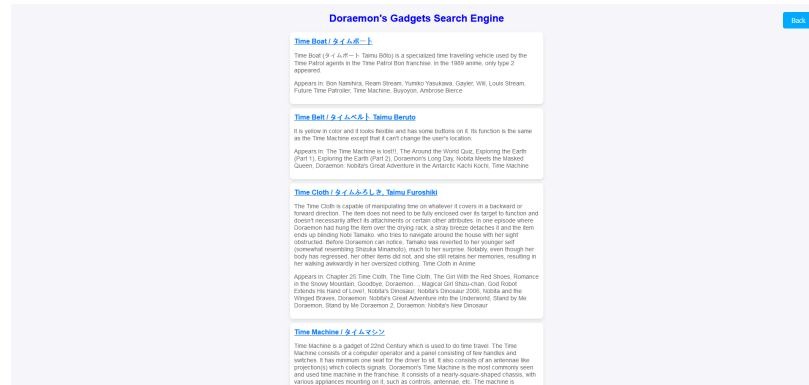 Doraemon's Gadgets Search Engine
Back
Time Boat / タイムボート
Time Boat (タイムボート Taimu Bōto) is a specialized time traveling vehicle used by the
Time Patrol agents in the Time Patrol Bon franchise. In the 1989 anime, only type 2
appeared.
Appears in: Bon Namihira, Ream Stream, Yumiko Yasukawa, Gayler, Will, Louis Stream,
Future Time Patroller, Time Machine, Buyoyon, Ambrose Bierce
Time Belt / タイムベルト Taimu Beruto
It is yellow in color and it looks flexible and has some buttons on it. Its function is the same
as the Time Machine except that it can't change the user's location.
Appears in: The Time Machine is lost!!, The Around the World Quiz, Exploring the Earth
(Part 1), Exploring the Earth (Part 2), Doraemon's Long Day, Nobita Meets the Masked
Queen, Doraemon: Nobita's Great Adventure in the Antarctic Kachi Kochi, Time Machine
Time Cloth / タイムふろしき, Taimu Furoshiki
The Time Cloth is capable of manipulating time on whatever it covers in a backward or
forward direction. The item does not need to be fully enclosed over its target to function and
doesn't necessarily affect its attachments or certain other attributes. In one episode where
Doraemon had hung the item over the drying rack, a stray breeze detaches it and the item
ends up blinding Nobi Tamako, who tries to navigate around the house with her sight
obstructed. Before Doraemon can notice, Tamako was reverted to her younger self
(somewhat resembling Shizuka Minamoto), much to her surprise. Notably, even though her
body has regressed, her other items did not, and she still retains her memories, resulting in
her walking awkwardly in her oversized clothing. Time Cloth in Anime
Appears in: Chapter 25:Time Cloth, The Time Cloth, The Girl With the Red Shoes, Romance
in the Snowy Mountain, Goodbye, Doraemon..., Magical Girl Shizu-chan, God Robot
Extends His Hand of Love!, Nobita's Dinosaur, Nobita's Dinosaur 2006, Nobita and the
Winged Braves, Doraemon: Nobita's Great Adventure into the Underworld, Stand by Me
Doraemon, Stand by Me Doraemon 2, Doraemon: Nobita's New Dinosaur
Time Machine / タイムマシン
Time Machine is a gadget of 22nd Century which is used to do time travel. The Time
Machine consists of a computer operator and a panel consisting of few handles and
switches. It has minimum one seat for the driver to sit. It also consists of an antennae like
projection(s) which collects signals. Doraemon's Time Machine is the most commonly seen
and used time machine in the franchise. It consists of a nearly-square-shaped chassis, with
various appliances mounting on it, such as controls, antennae, etc. The machine is